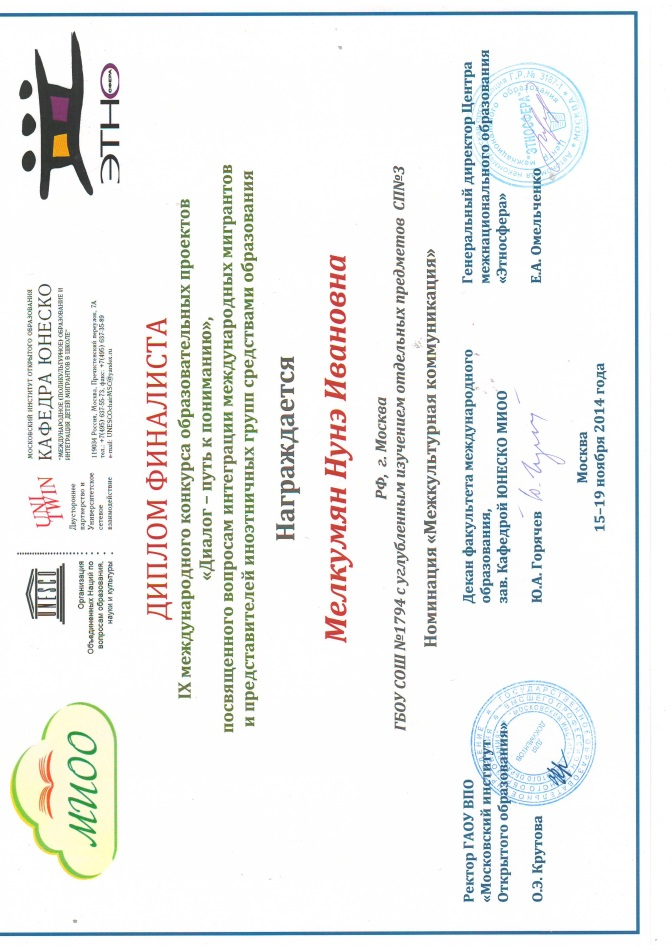 МИОО
UNESCO
Организация
Объединенных Наций по
вопросам образования,
науки и культуры
UNITWIN
Двустороннее
партнерство и
Университетское
сетевое
взаимодействие
МОСКОВСКИЙ ИНСТИТУТ ОТКРЫТОГО ОБРАЗОВАНИЯ
КАФЕДРА ЮНЕСКО
"МЕЖДУНАРОДНОЕ (ПОЛИКУЛЬТУРНОЕ) ОБРАЗОВАНИЕ И
ИНТЕГРАЦИЯ ДЕТЕЙ МИГРАНТОВ В ШКОЛЕ"
119034 Россия, Москва, Пречистенский переулок, 7А
тел.: +7(495) 637-55-73, факс: +7(495) 637-35-89
e-mail: UNESCOchairMISO@yandex.ru
ЭТНОСФЕРА
ДИПЛОМ ФИНАЛИСТА
IX международного конкурса образовательных проектов
«Диалог – путь к пониманию»,
посвященного вопросам интеграции международных мигрантов
и представителей иноэтничных групп средствами образования
Награждается
Мелкумян Нунэ Ивановна
РФ, г. Москва
ГБОУ СОШ №1794 с углубленным изучением отдельных предметов СП№3
Номинация «Межкультурная коммуникация»
Ректор ГАОУ ВПО
«Московский институт
Открытого образования»
О.Э. Крутова
Декан факультета международного
образования,
зав. Кафедрой ЮНЕСКО МИОО
Ю.А. Горячев
Генеральный директор Центра
межнационального образования
«Этносфера»
Е.А. Омельченко
Москва
15–19 ноября 2014 года